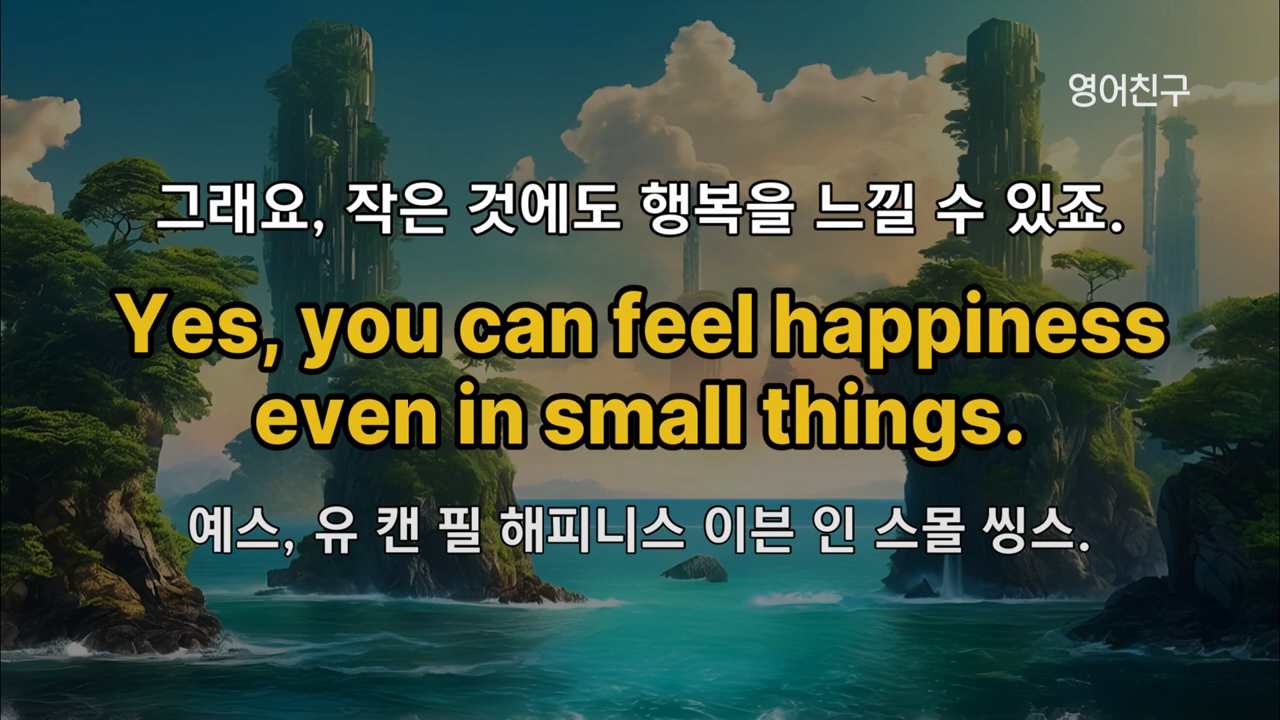 영어친구
그래요, 작은 것에도 행복을 느낄 수 있죠.
Yes, you can feel happiness
even in small things.
예스, 유 캔 필 해피니스 이븐 인 스몰 씽스.